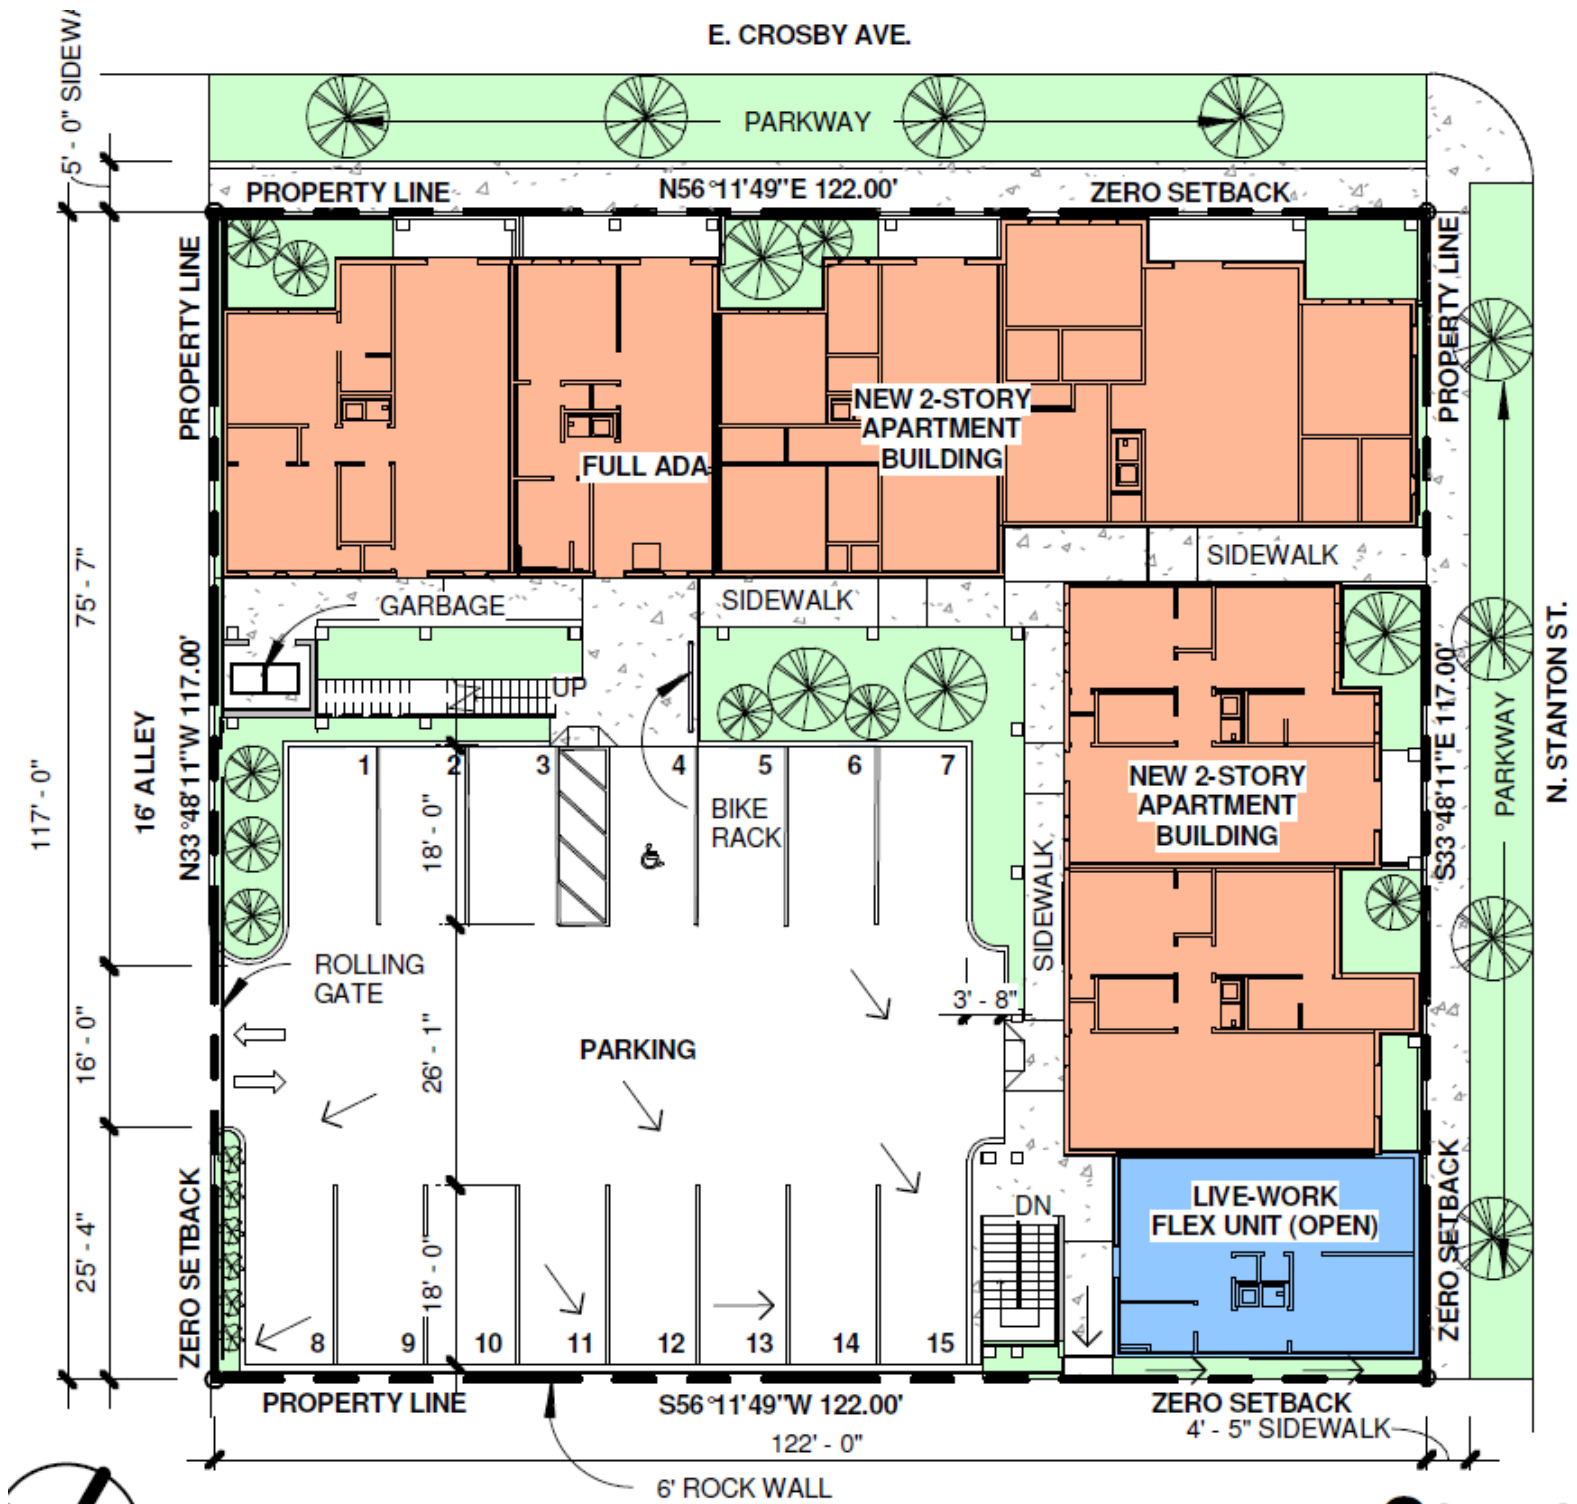 E. CROSBY AVE.
5' - 0" SIDEWA
PARKWAY
PROPERTY LINE
N56°11'49"E 122.00'
ZERO SETBACK
PROPERTY LINE
PROPERTY LINE
NEW 2-STORY
APARTMENT
BUILDING
FULL ADA
SIDEWALK
75' - 7"
GARBAGE
SIDEWALK
UP
117' - 0"
16' ALLEY
N33°48'11"W 117.00'
1
2
3
4
5
6
7
18' - 0"
BIKE
RACK
NEW 2-STORY
APARTMENT
BUILDING
S33°48'11"E 117.00'
PARKWAY
N. STANTON ST.
SIDEWALK
ROLLING
GATE
3' - 8"
16' - 0"
26' - 1"
PARKING
25' - 4"
ZERO SETBACK
18' - 0"
DN
LIVE-WORK
FLEX UNIT (OPEN)
ZERO SETBACK
8
9
10
11
12
13
14
15
PROPERTY LINE
S56°11'49"W 122.00'
ZERO SETBACK
4' - 5" SIDEWALK
122' - 0"
6' ROCK WALL